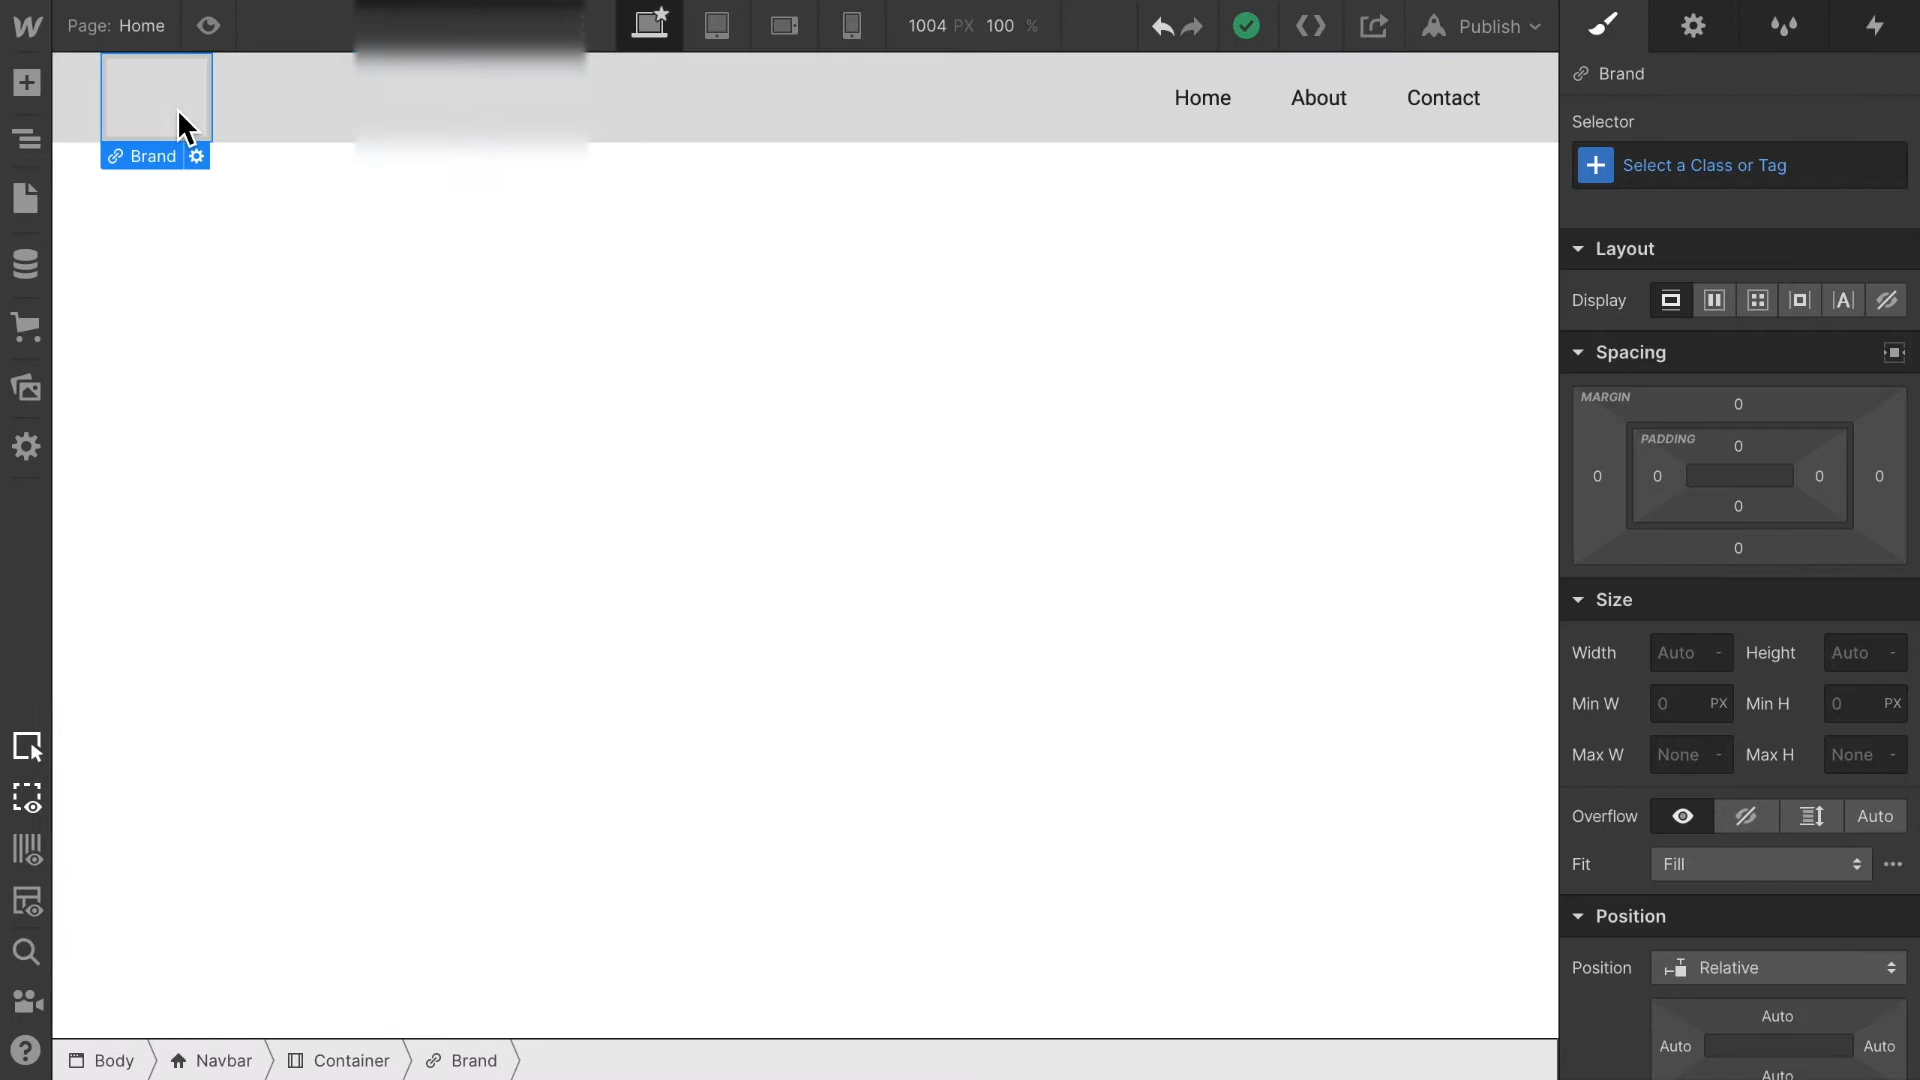 Page: Home
1004 PX 100 %
Publish
Home About Contact
Brand
Brand
Selector
Select a Class or Tag
Layout
Display
Spacing
MARGIN
0
PADDING
0
0 0 0 0
0
0
Size
Width Auto - Height Auto -
Min W 0 PX Min H 0 PX
Max W None - Max H None -
Overflow Auto
Fit Fill
Position
Position Relative
Auto
Auto Auto
Auto
Body Navbar Container Brand